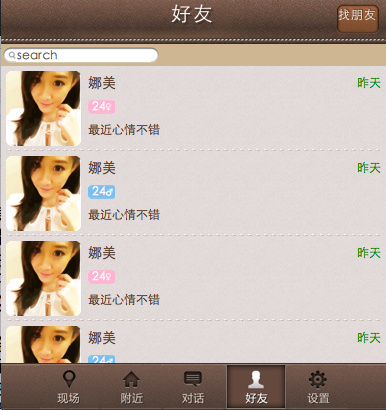 好友
找朋友
search
娜美
昨天
24♀
最近心情不错
娜美
昨天
24♂
最近心情不错
娜美
昨天
24♀
最近心情不错
娜美
昨天
24♂
现场
附近
对话
好友
设置